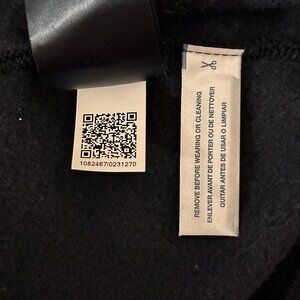 1082467/0231270
REMOVE BEFORE WEARING OR CLEANING
ENLEVER AVANT DE PORTER OU DE NETTOYER
QUITAR ANTES DE USAR O LIMPIAR